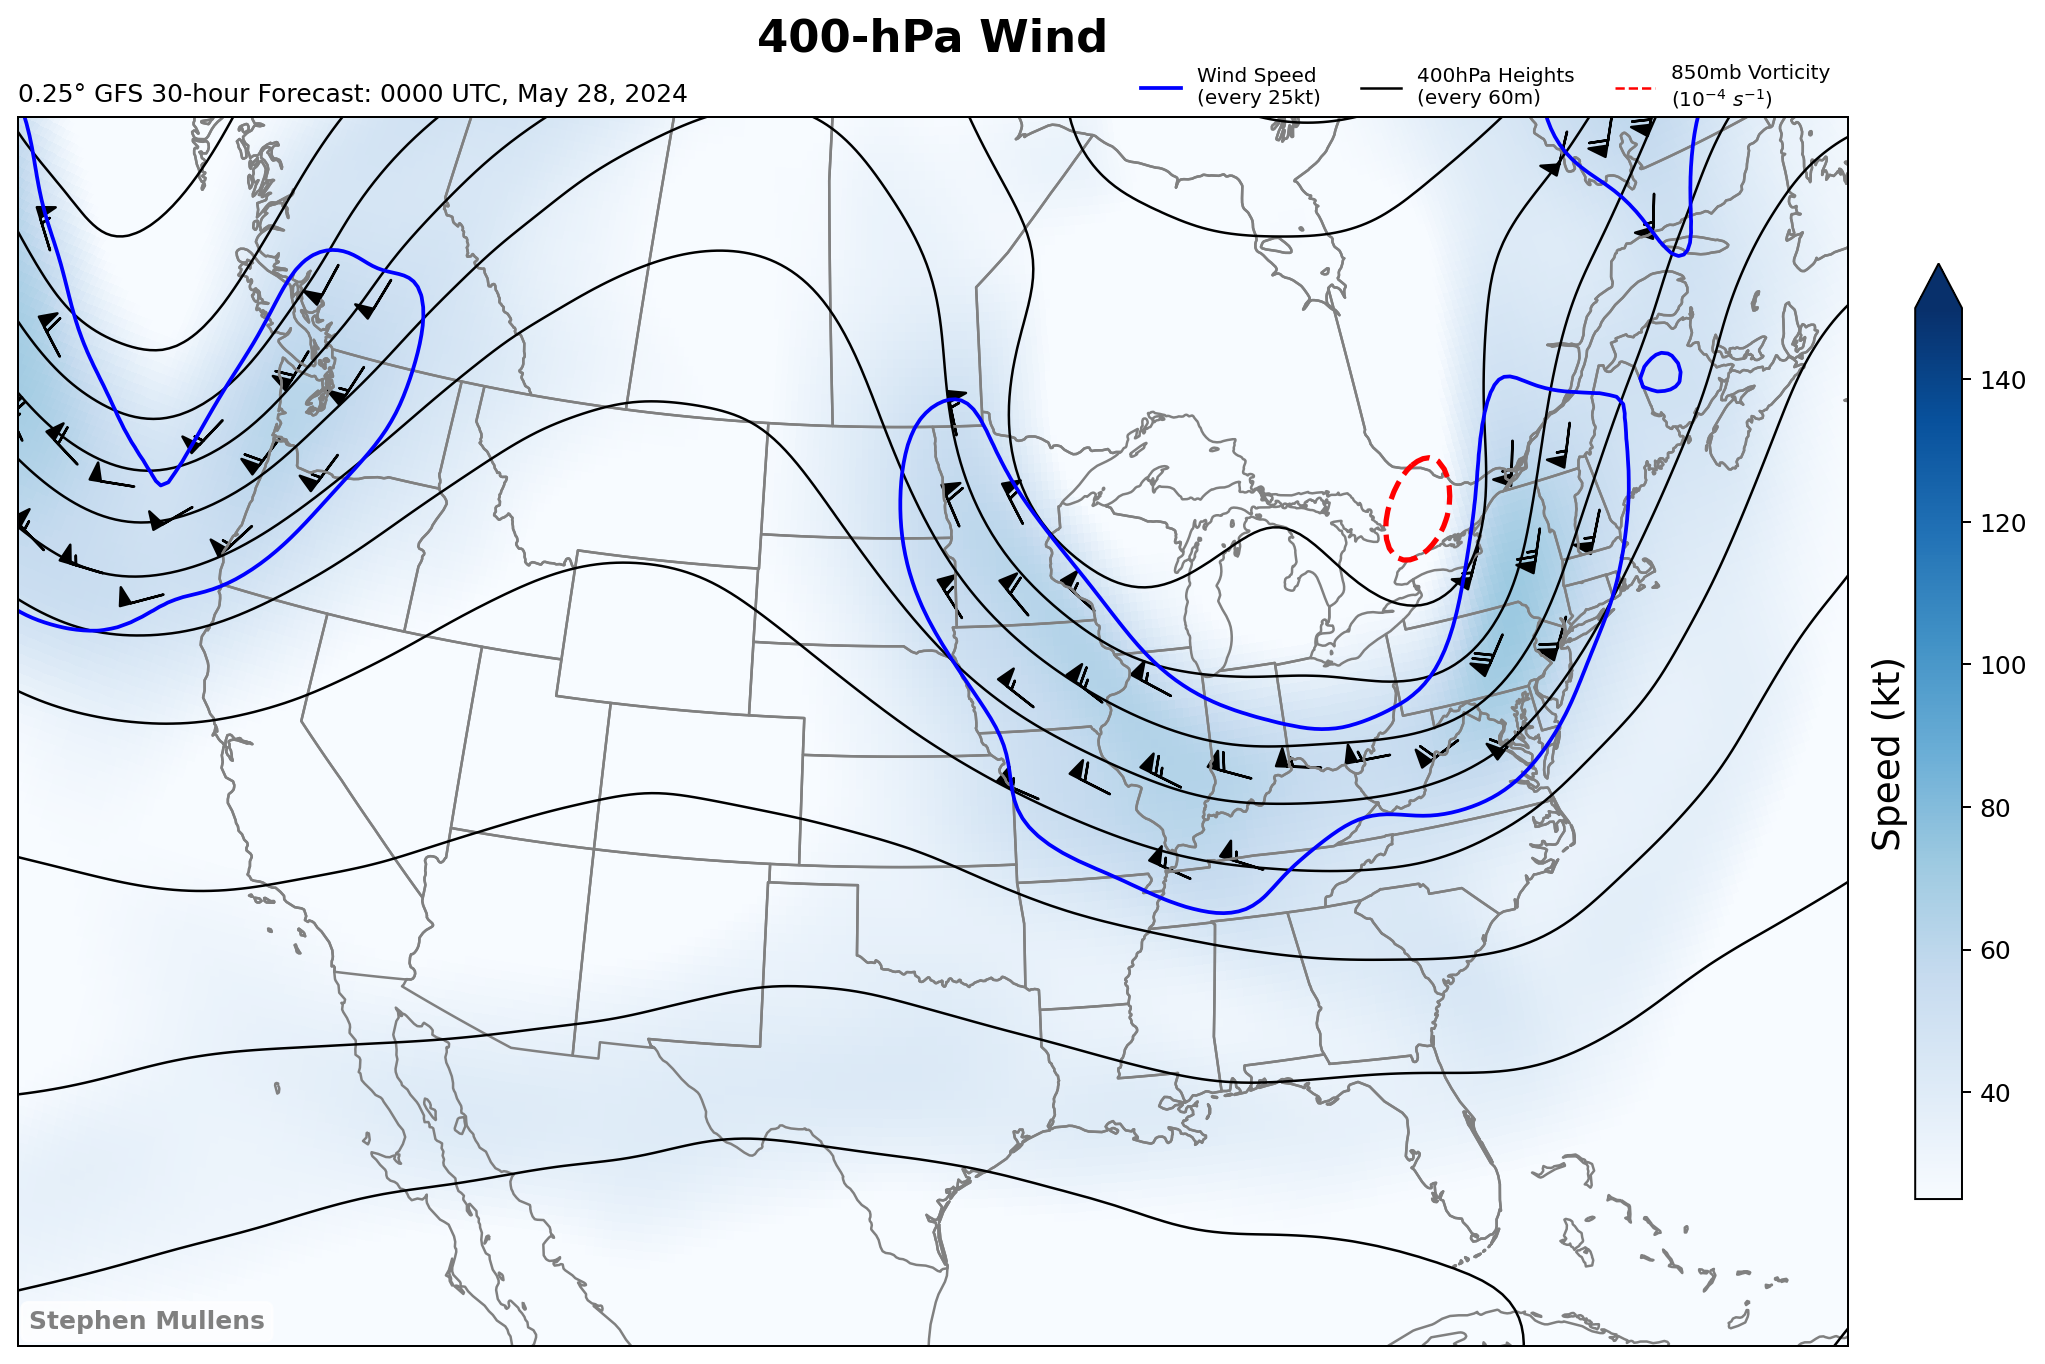 400-hPa Wind
0.25° GFS 30-hour Forecast: 0000 UTC, May 28, 2024
Wind Speed
(every 25kt)
400hPa Heights
(every 60m)
850mb Vorticity
(10⁻⁴ s⁻¹)
140
120
100
80
60
40
Speed (kt)
Stephen Mullens